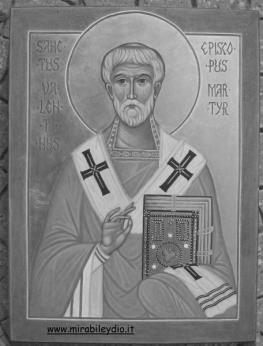 SANC
TUS
VALEN
TI
NUS
EPISCO
PUS
MAR
TYR
www.mirabileydio.it